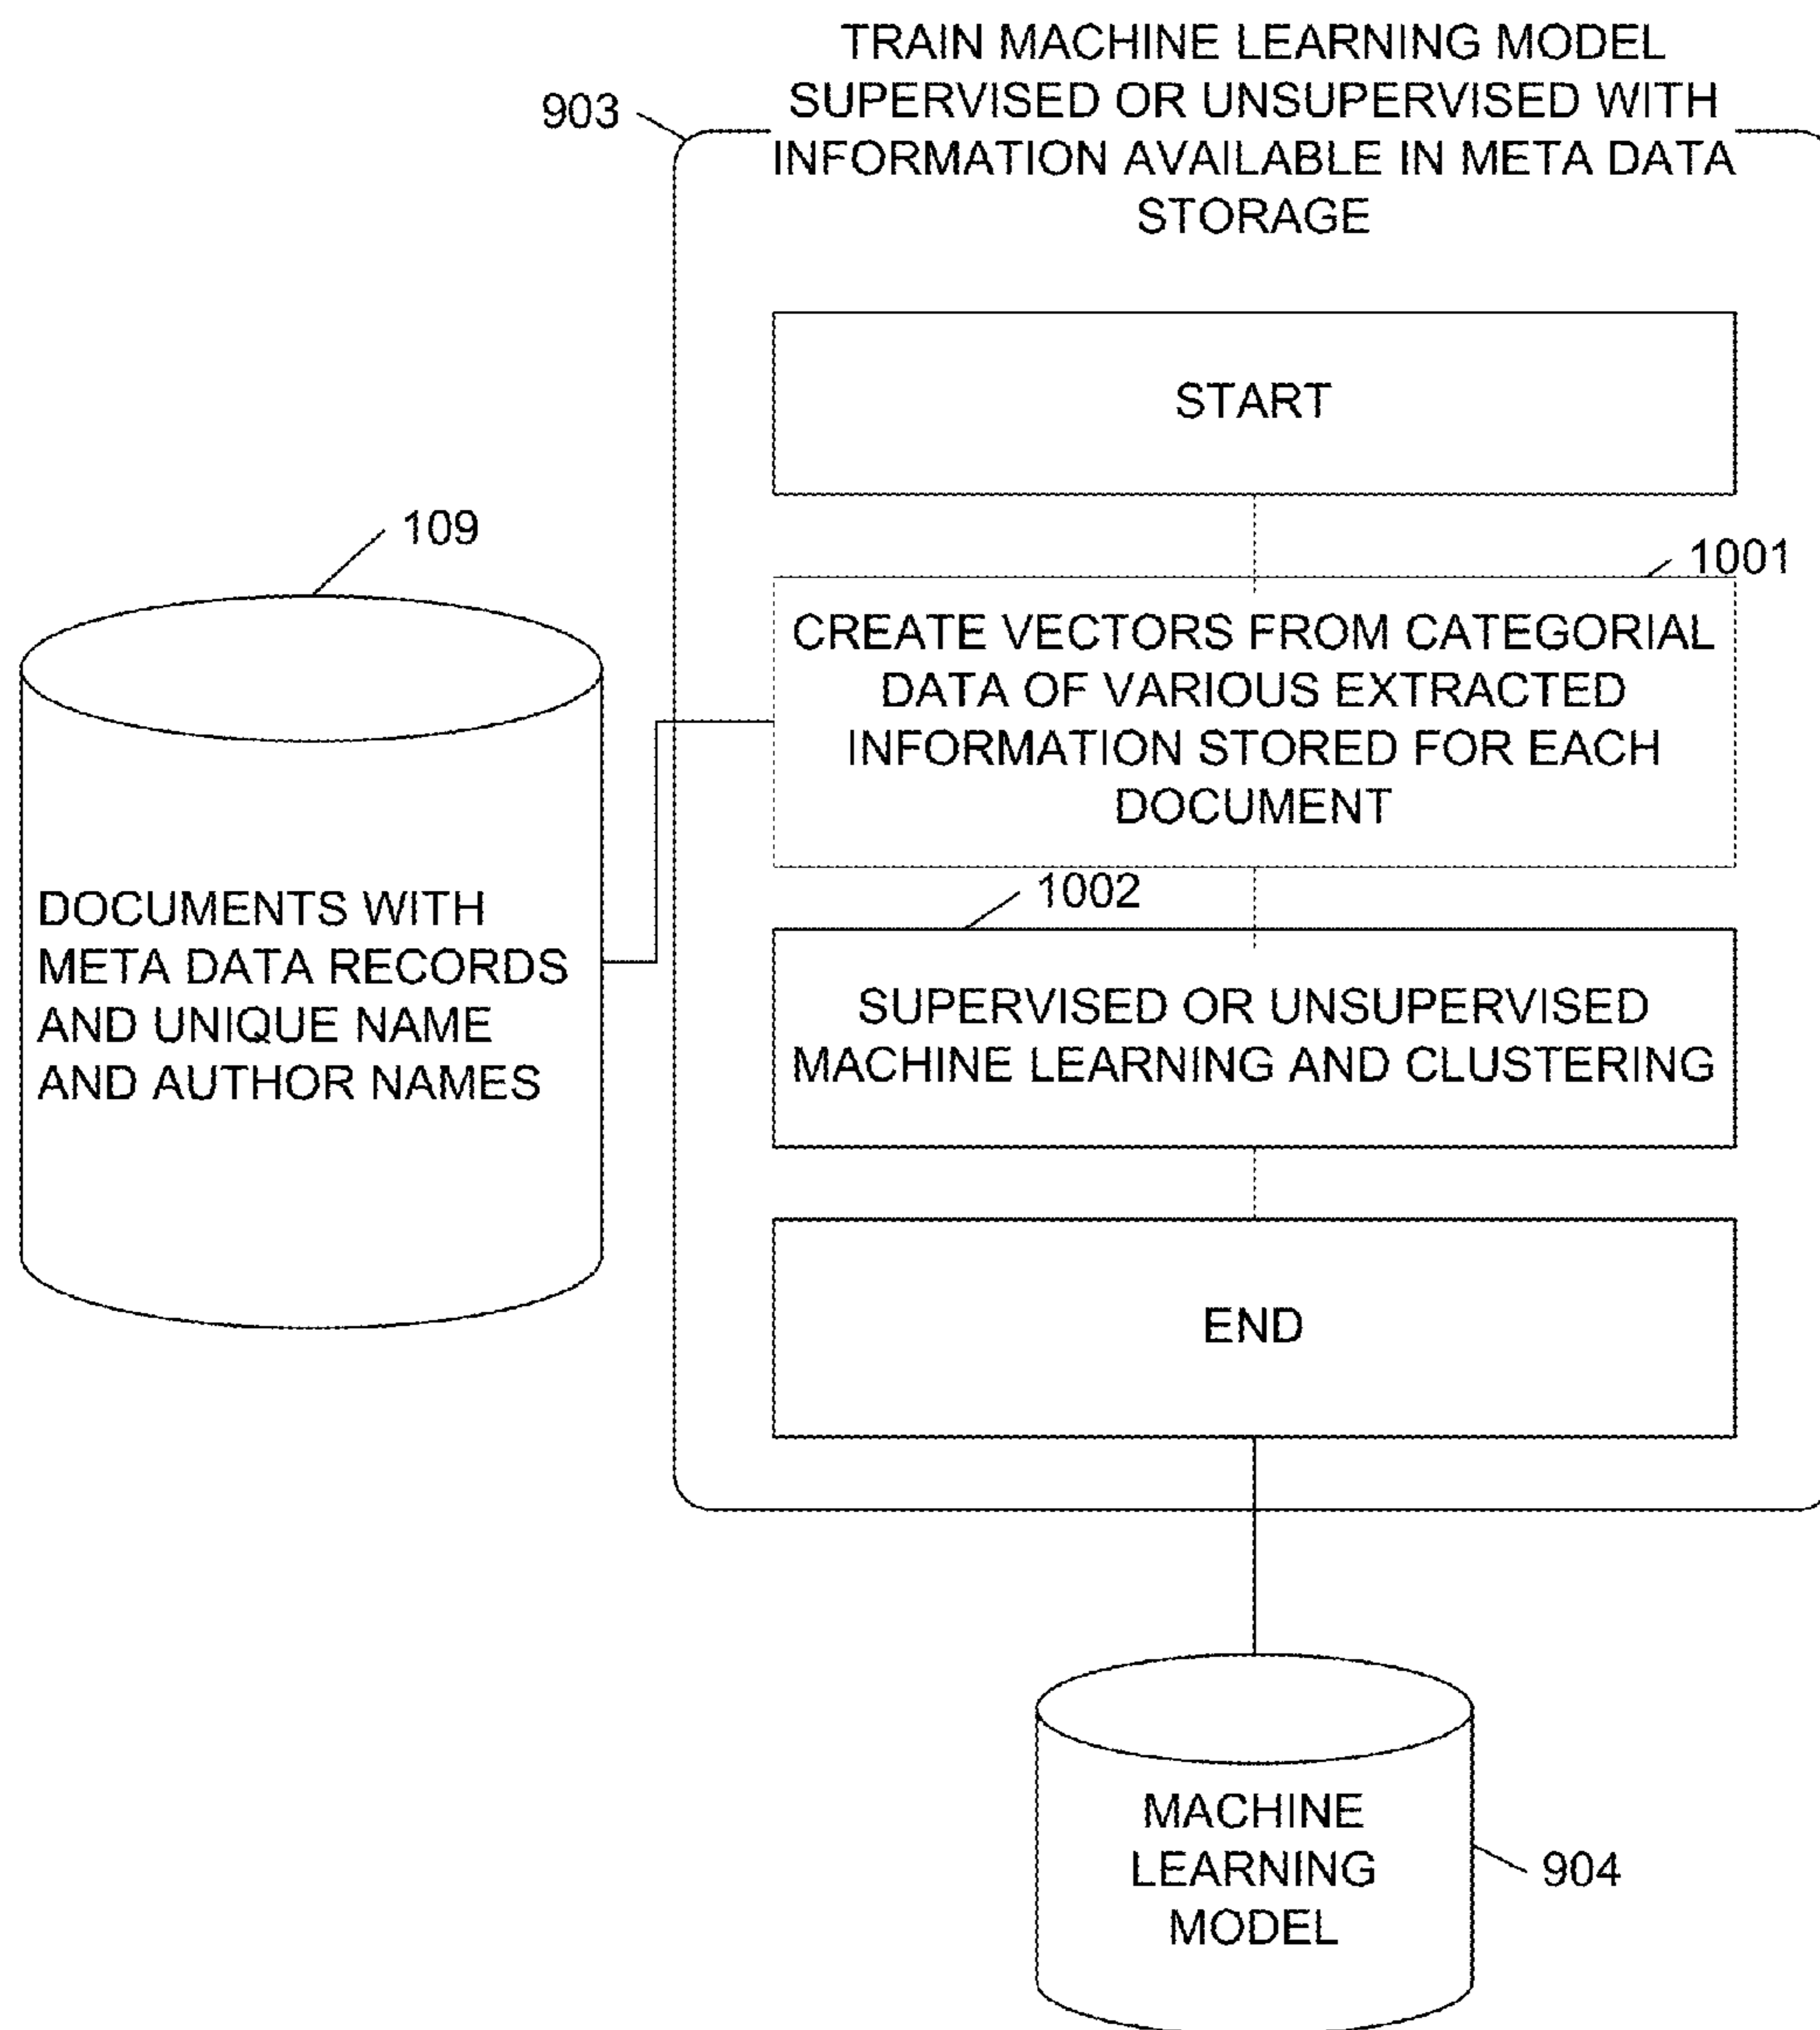 TRAIN MACHINE LEARNING MODEL
SUPERVISED OR UNSUPERVISED WITH
INFORMATION AVAILABLE IN META DATA
STORAGE
903
START
109
1001
CREATE VECTORS FROM CATEGORIAL
DATA OF VARIOUS EXTRACTED
INFORMATION STORED FOR EACH
DOCUMENT
DOCUMENTS WITH
META DATA RECORDS
AND UNIQUE NAME
AND AUTHOR NAMES
1002
SUPERVISED OR UNSUPERVISED
MACHINE LEARNING AND CLUSTERING
END
MACHINE
LEARNING
MODEL
904